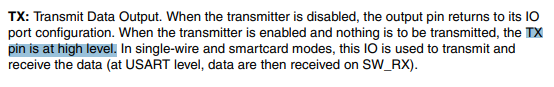 TX: Transmit Data Output. When the transmitter is disabled, the output pin returns to its IO
port configuration. When the transmitter is enabled and nothing is to be transmitted, the TX
pin is at high level. In single-wire and smartcard modes, this IO is used to transmit and
receive the data (at USART level, data are then received on SW_RX).